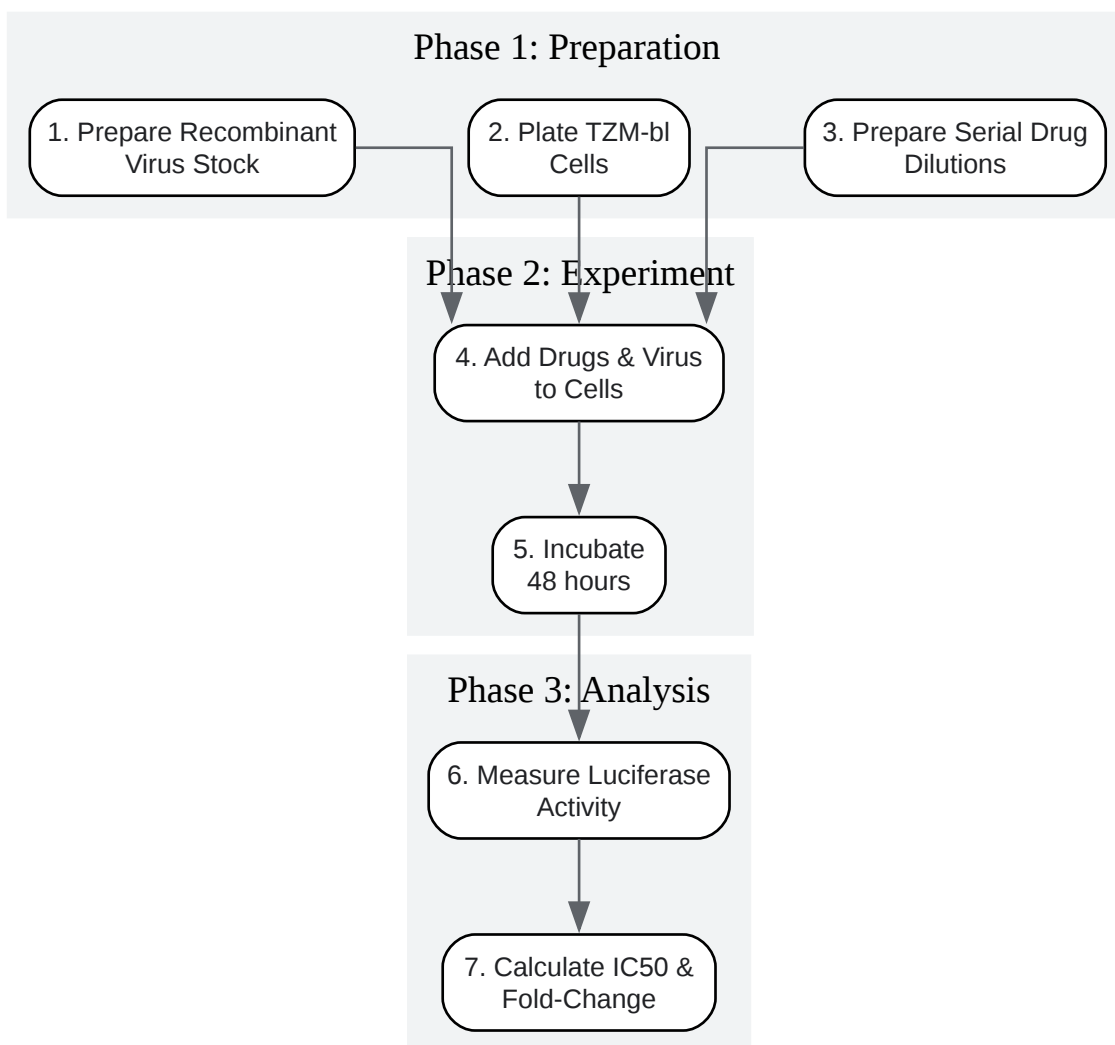 Phase 1: Preparation
1. Prepare Recombinant
Virus Stock
2. Plate TZM-bl
Cells
3. Prepare Serial Drug
Dilutions
Phase 2: Experiment
4. Add Drugs & Virus
to Cells
5. Incubate
48 hours
Phase 3: Analysis
6. Measure Luciferase
Activity
7. Calculate IC50 &
Fold-Change